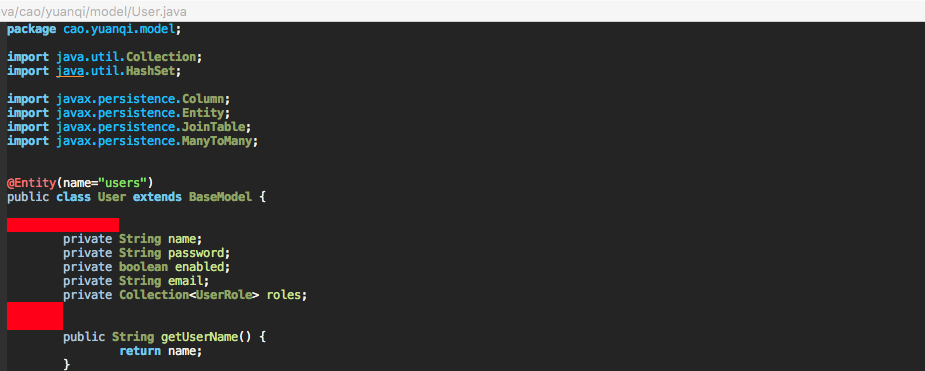 va/cao/yuanqi/model/User.java
package cao.yuanqi.model;
import java.util.Collection;
import java.util.HashSet;
import javax.persistence.Column;
import javax.persistence.Entity;
import javax.persistence.JoinTable;
import javax.persistence.ManyToMany;
@Entity(name="users")
public class User extends BaseModel {
private String name;
private String password;
private boolean enabled;
private String email;
private Collection<UserRole> roles;
public String getUserName() {
return name;
}